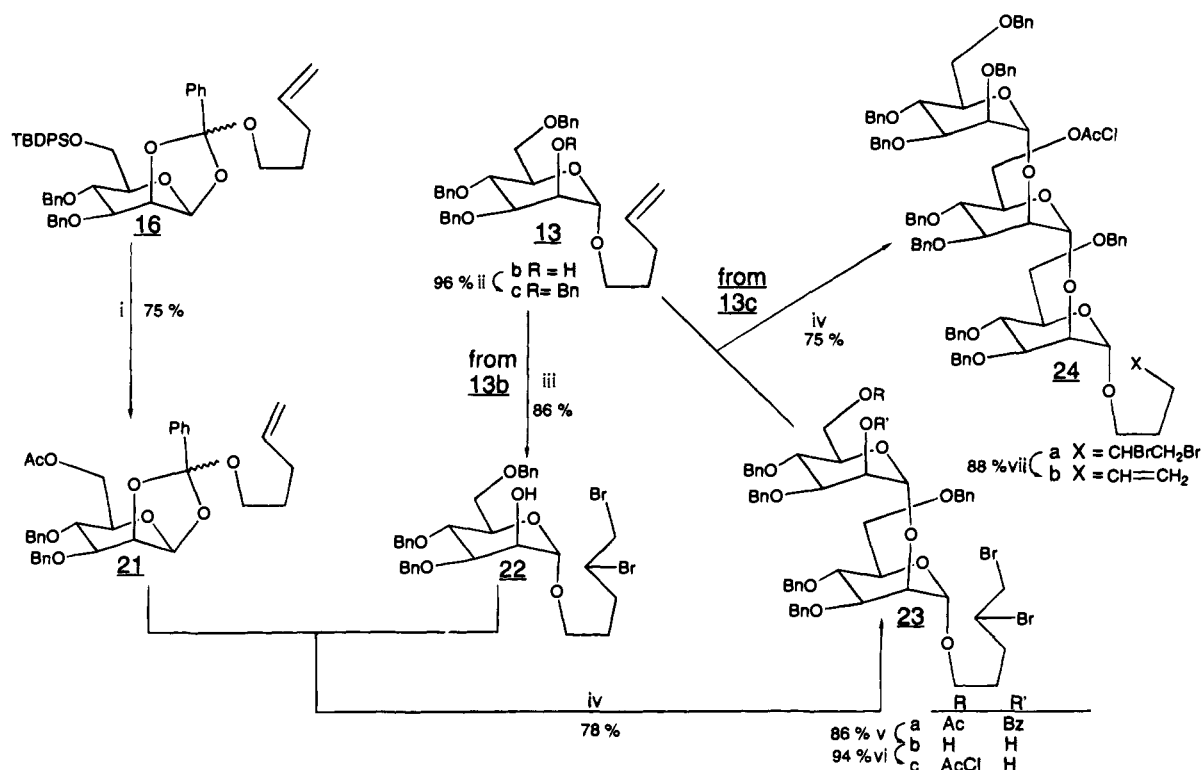 OBn
Ph
O
TBDPSO
O
O
O
BnO
BnO
16
OBn
OR
O
BnO
BnO
13
O
b R = H
96 % ii
c R = Bn
OBn
O
BnO
BnO
O
OAcCl
O
BnO
BnO
OBn
O
O
BnO
BnO
24
X
O
a X = CHBrCH2Br
88 % vii
b X = CH=CH2
i
75 %
from
13b
iii
86 %
from
13c
iv
75 %
Ph
O
AcO
O
O
O
BnO
BnO
21
OBn
OH
O
Br
BnO
BnO
22
Br
O
OR
OR'
O
BnO
BnO
OBn
O
O
Br
BnO
BnO
23
Br
O
iv
78 %
R R'
a Ac Bz
86 % v
b H H
94 % vi
c AcCl H